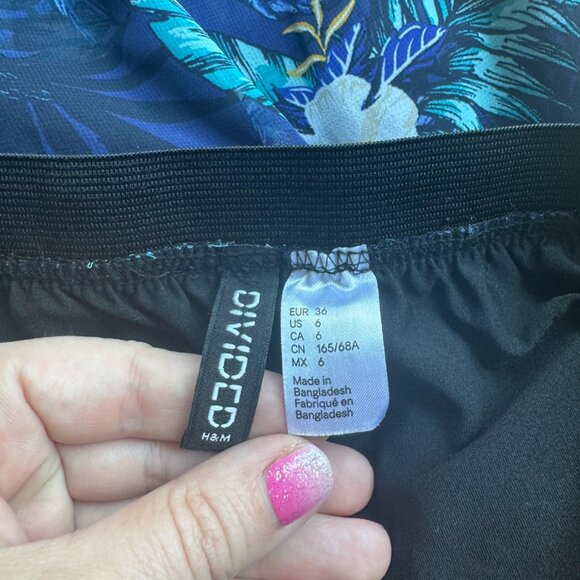 DIVIDED
H&M
EUR 36
US 6
CA 6
CN 165/68A
MX 6
Made in
Bangladesh
Fabriqué en
Bangladesh